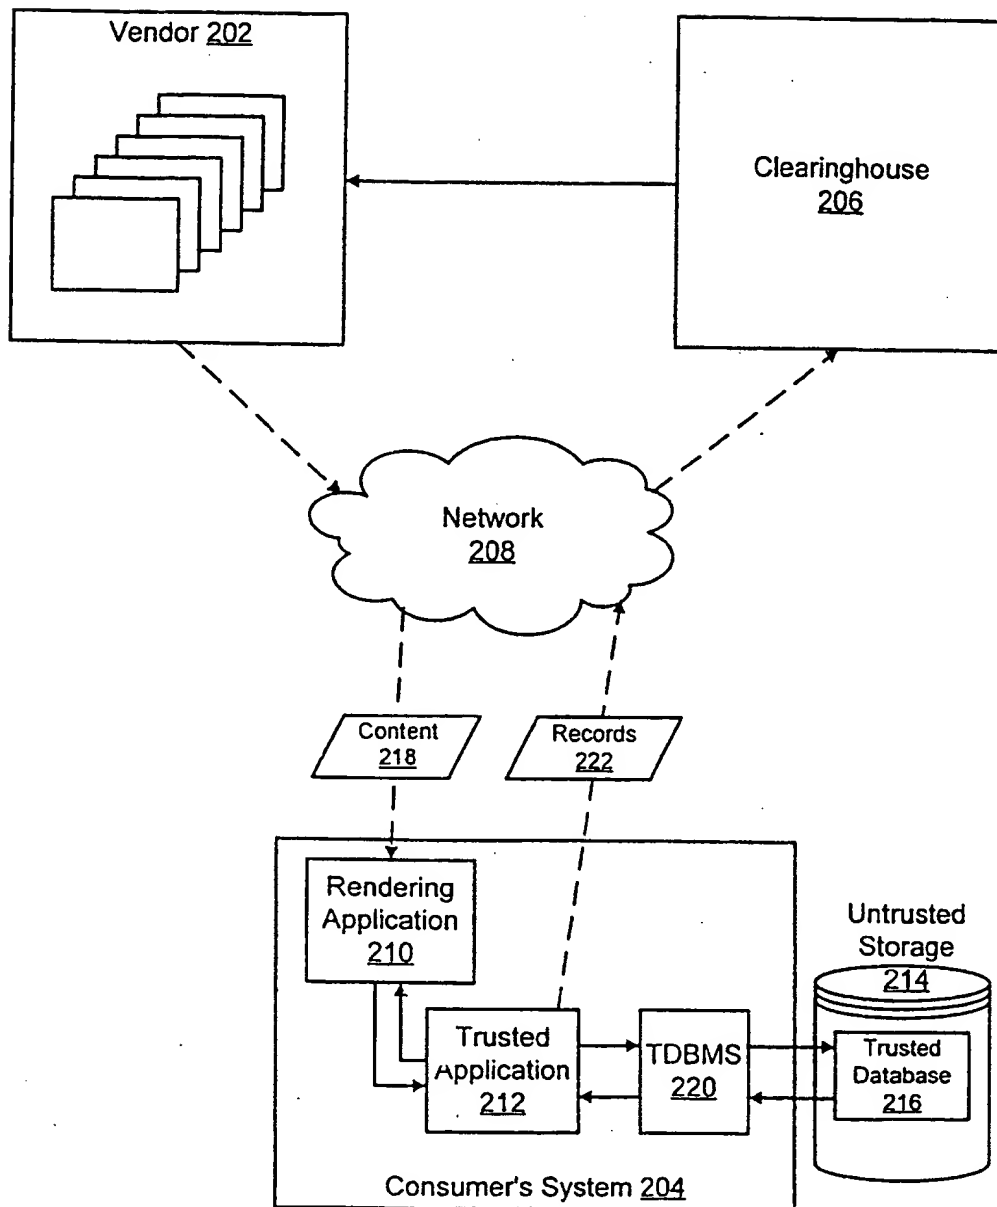 Vendor 202
Clearinghouse
206
Network
208
Content
218
Records
222
Rendering
Application
210
Untrusted
Storage
214
Trusted
Application
212
TDBMS
220
Trusted
Database
216
Consumer's System 204